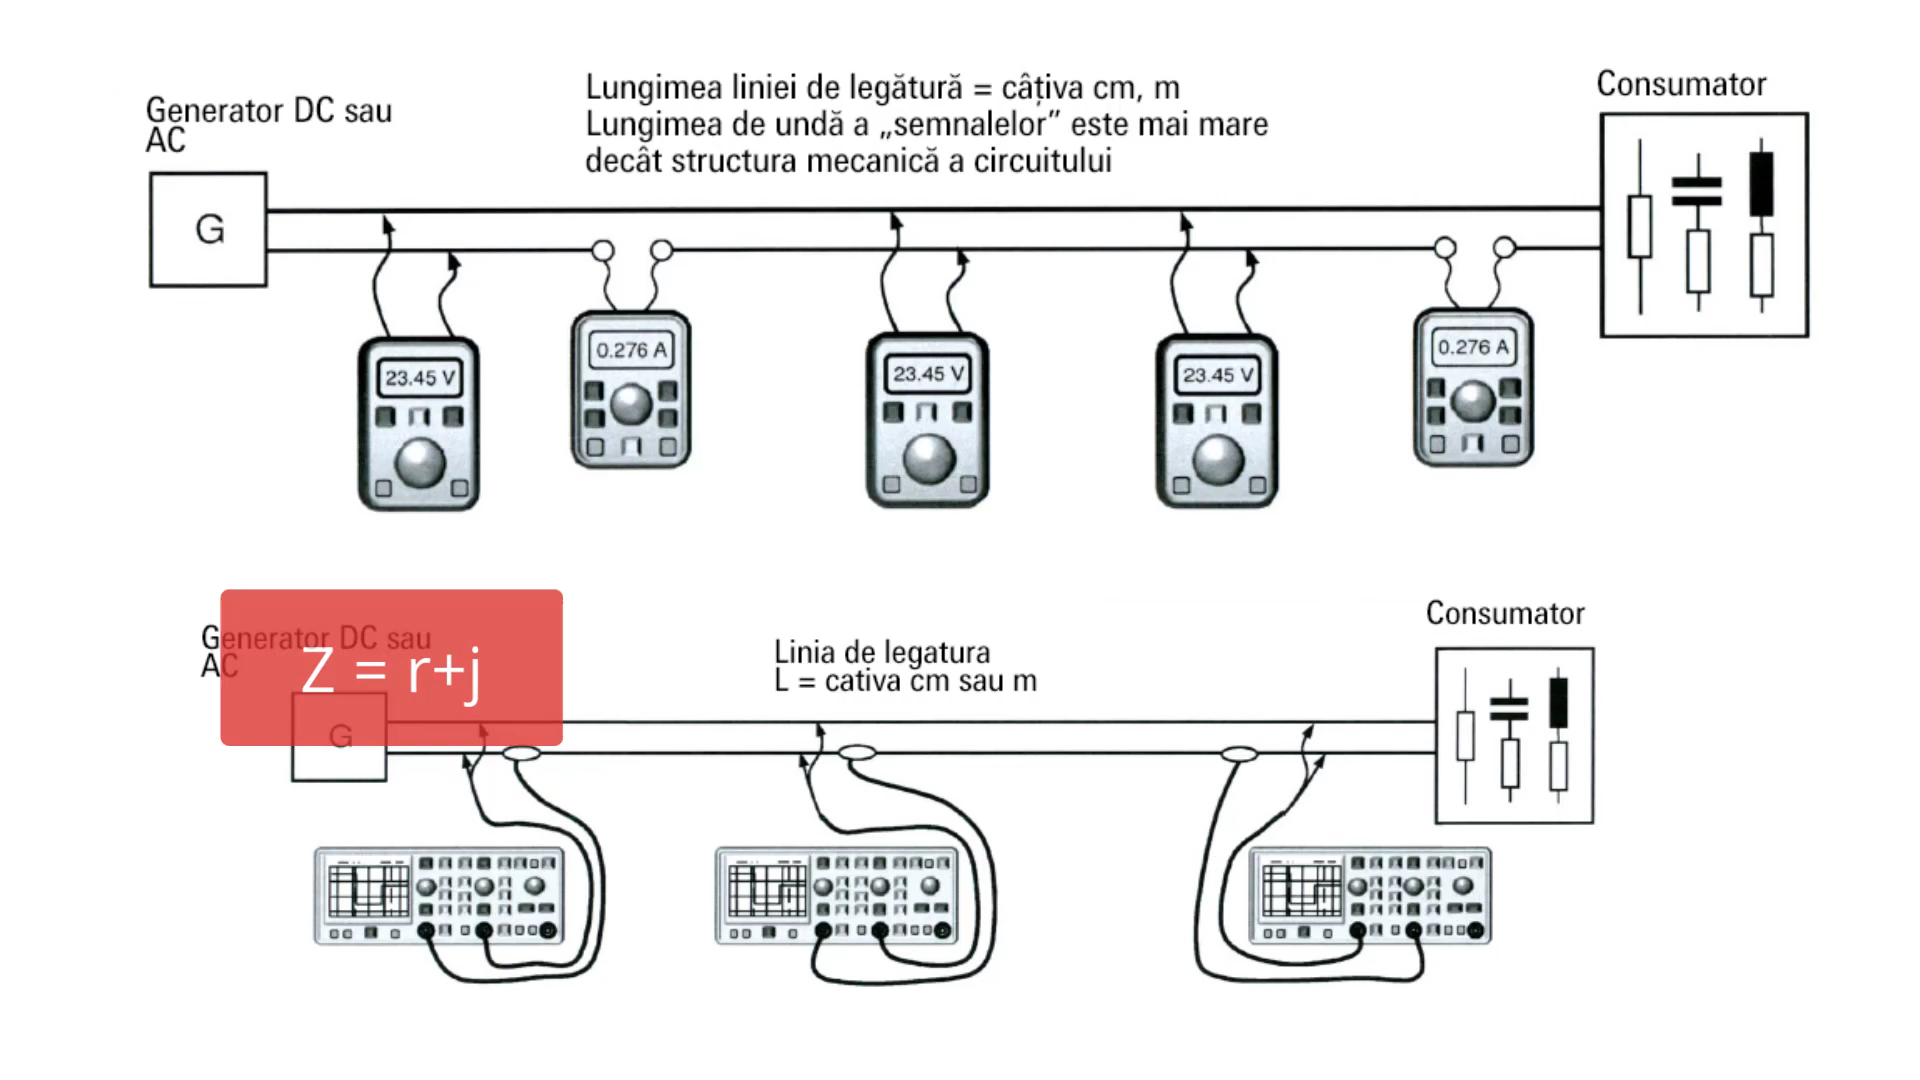 Generator DC sau
AC
Lungimea liniei de legătură = câțiva cm, m
Lungimea de undă a „semnalelor” este mai mare
decât structura mecanică a circuitului
Consumator
G
23.45 V
0.276 A
23.45 V
23.45 V
0.276 A
Generator DC sau
AC
Z = r+j
G
Linia de legatura
L = cativa cm sau m
Consumator